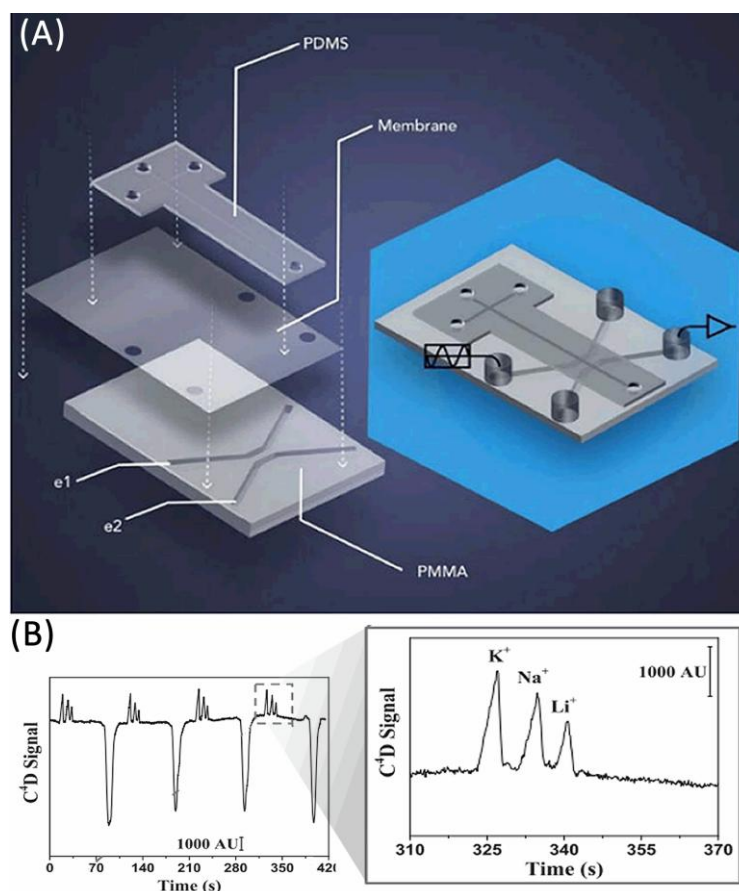 (A)
PDMS
Membrane
e1
e2
PMMA
(B)
C⁴D Signal
1000 AU
0 70 140 210 280 350 420
Time (s)
K⁺
Na⁺
Li⁺
1000 AU
C⁴D Signal
310 325 340 355 370
Time (s)